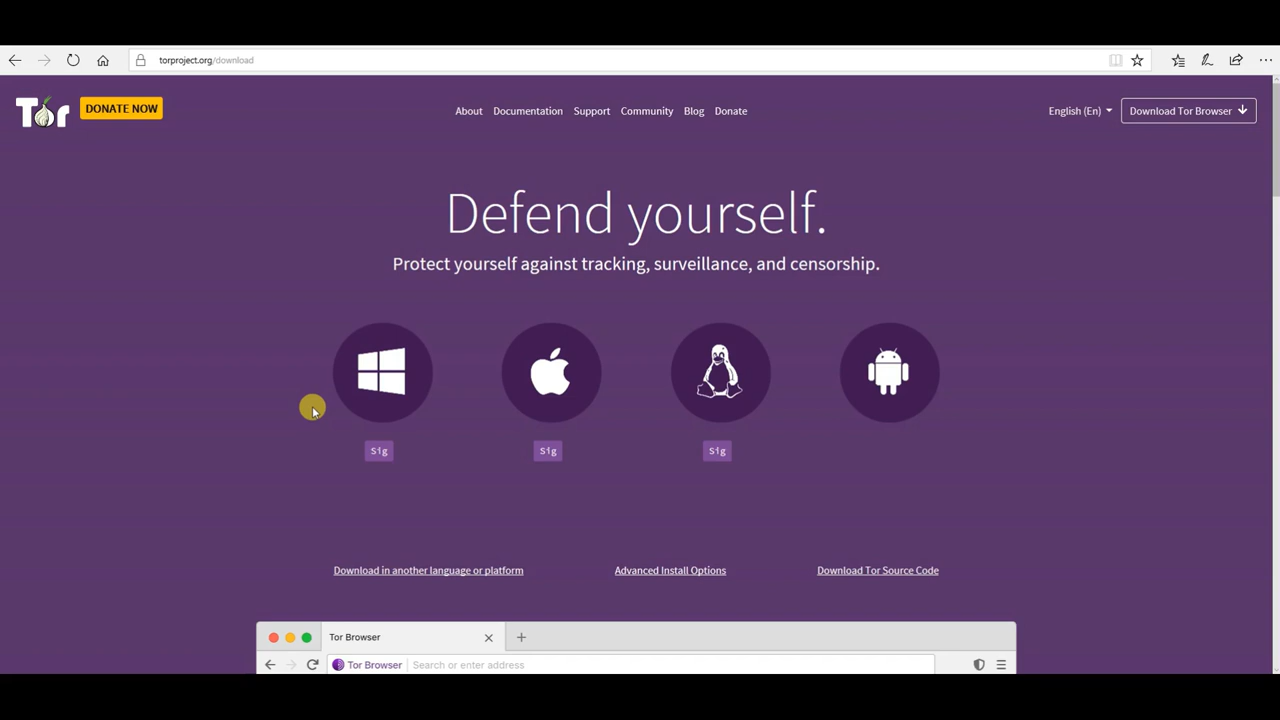 torproject.org/download
Tor
DONATE NOW
About Documentation Support Community Blog Donate
English (En)
Download Tor Browser
Defend yourself.
Protect yourself against tracking, surveillance, and censorship.
Sig Sig Sig
Download in another language or platform Advanced Install Options Download Tor Source Code
Tor Browser
Tor Browser Search or enter address